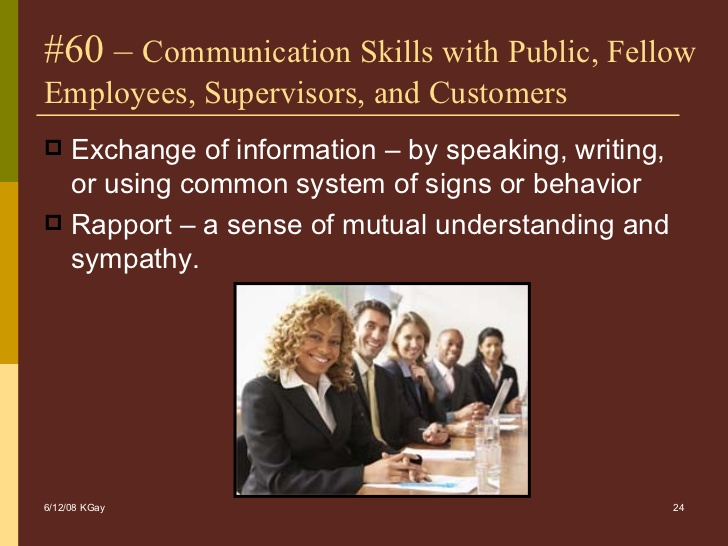 #60 – Communication Skills with Public, Fellow
Employees, Supervisors, and Customers
Exchange of information – by speaking, writing,
or using common system of signs or behavior
Rapport – a sense of mutual understanding and
sympathy.
6/12/08 KGay
24